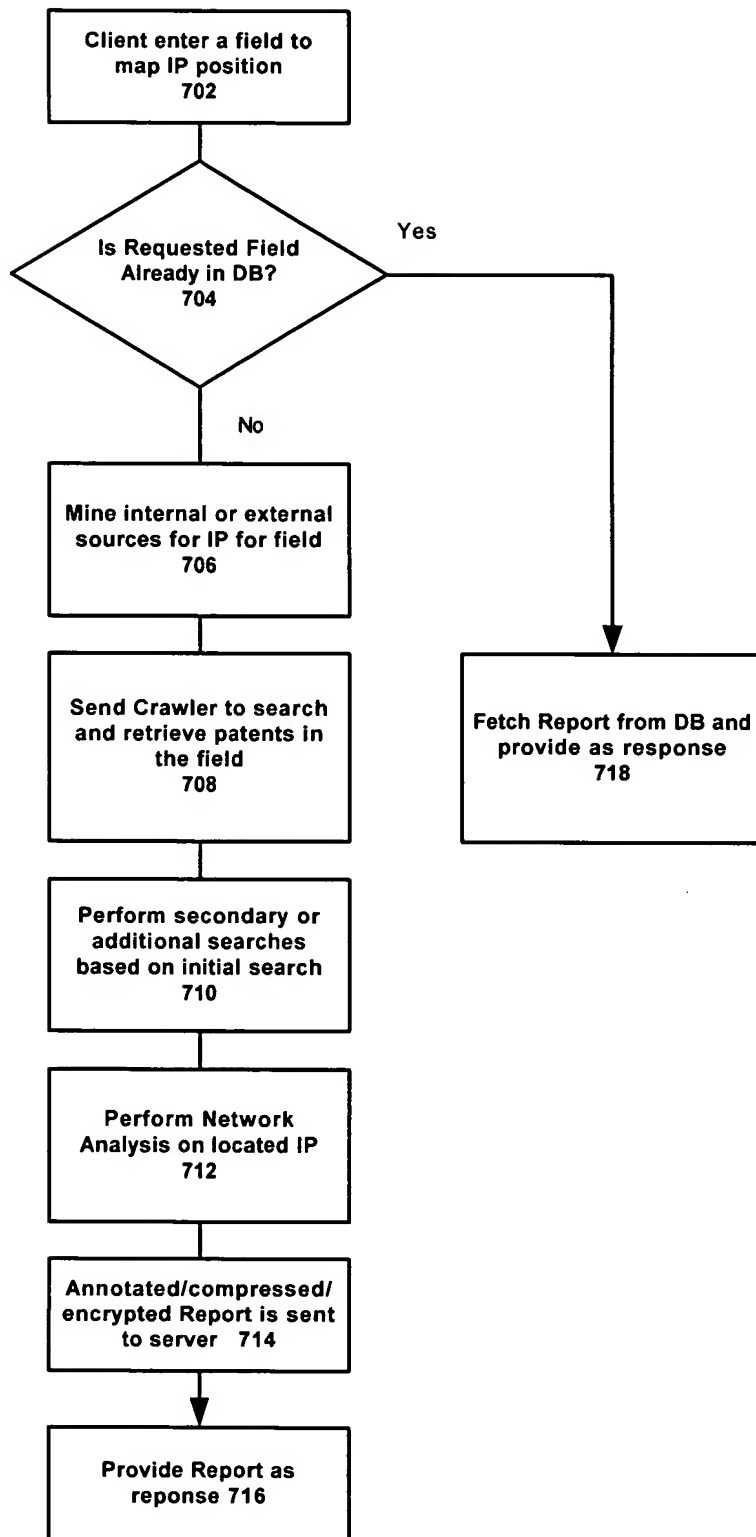 Client enter a field to
map IP position
702
Is Requested Field
Already in DB?
704
Yes
No
Mine internal or external
sources for IP for field
706
Send Crawler to search
and retrieve patents in
the field
708
Fetch Report from DB and
provide as response
718
Perform secondary or
additional searches
based on initial search
710
Perform Network
Analysis on located IP
712
Annotated/compressed/
encrypted Report is sent
to server 714
Provide Report as
reponse 716